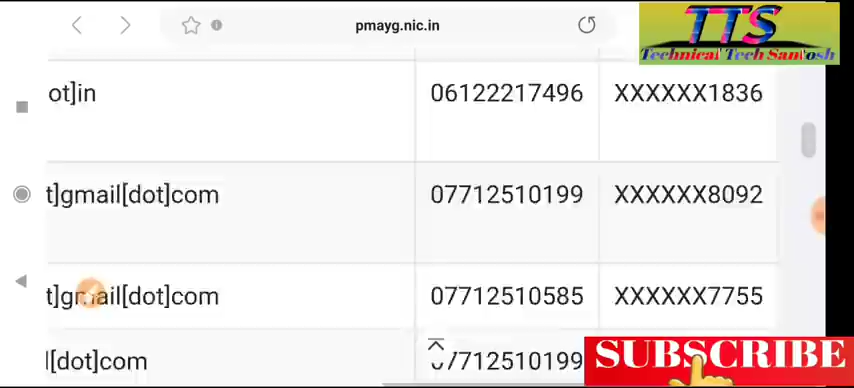 pmayg.nic.in
TTS
Technical Tech Santosh
ot]in 06122217496 XXXXXX1836
t]gmail[dot]com 07712510199 XXXXXX8092
t]gmail[dot]com 07712510585 XXXXXX7755
l[dot]com 07712510199
SUBSCRIBE